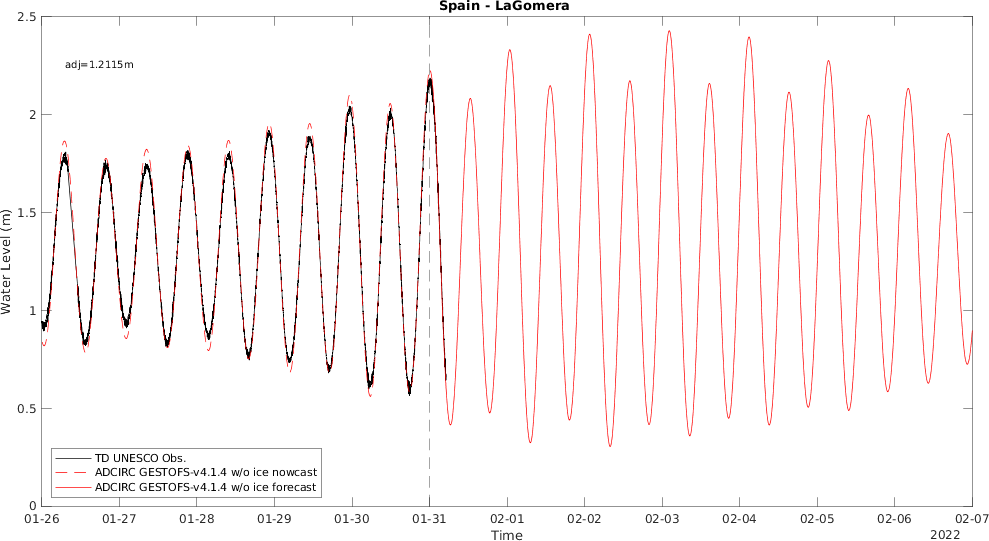 Spain - LaGomera
2.5
2
1.5
1
0.5
0
Water Level (m)
adj=1.2115m
TD UNESCO Obs.
ADCIRC GESTOFS-v4.1.4 w/o ice nowcast
ADCIRC GESTOFS-v4.1.4 w/o ice forecast
01-26 01-27 01-28 01-29 01-30 01-31 02-01 02-02 02-03 02-04 02-05 02-06 02-07
Time
2022